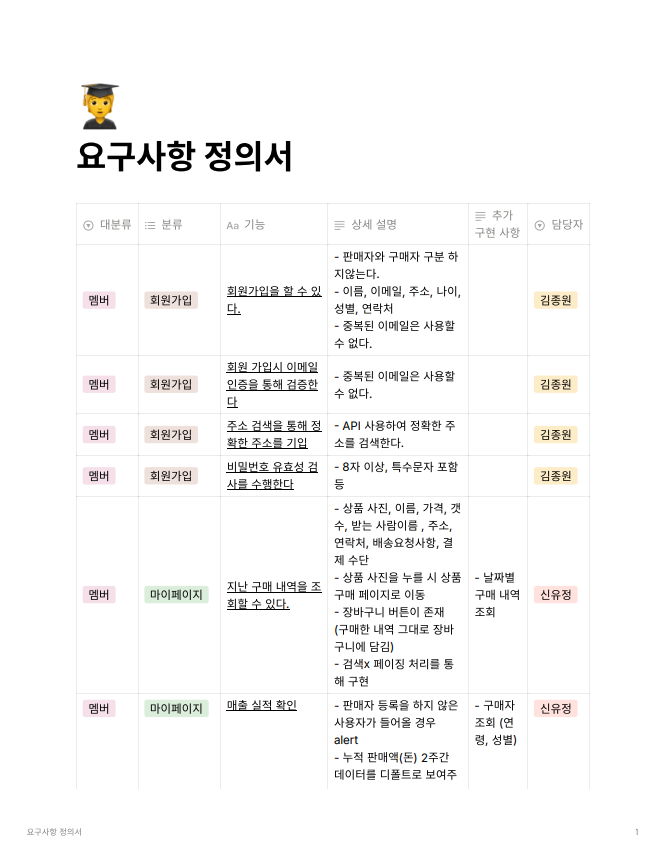 요구사항 정의서
대분류
분류
Aa 기능
상세 설명
추가
구현 사항
담당자
멤버
회원가입
회원가입을 할 수 있
다.
- 판매자와 구매자 구분 하
지않는다.
- 이름, 이메일, 주소, 나이,
성별, 연락처
- 중복된 이메일은 사용할
수 없다.
김종원
멤버
회원가입
회원 가입시 이메일
인증을 통해 검증한
다
- 중복된 이메일은 사용할
수 없다.
김종원
멤버
회원가입
주소 검색을 통해 정
확한 주소를 기입
- API 사용하여 정확한 주
소를 검색한다.
김종원
멤버
회원가입
비밀번호 유효성 검
사를 수행한다
- 8자 이상, 특수문자 포함
등
김종원
멤버
마이페이지
지난 구매 내역을 조
회할 수 있다.
- 상품 사진, 이름, 가격, 갯
수, 받는 사람이름 , 주소,
연락처, 배송요청사항, 결
제 수단
- 상품 사진을 누를 시 상품
구매 페이지로 이동
- 장바구니 버튼이 존재
(구매한 내역 그대로 장바
구니에 담김)
- 검색x 페이징 처리를 통
해 구현
- 날짜별
구매 내역
조회
신유정
멤버
마이페이지
매출 실적 확인
- 판매자 등록을 하지 않은
사용자가 들어올 경우
alert
- 누적 판매액(돈) 2주간
데이터를 디폴트로 보여주
- 구매자
조회 (연
령, 성별)
신유정
요구사항 정의서
1